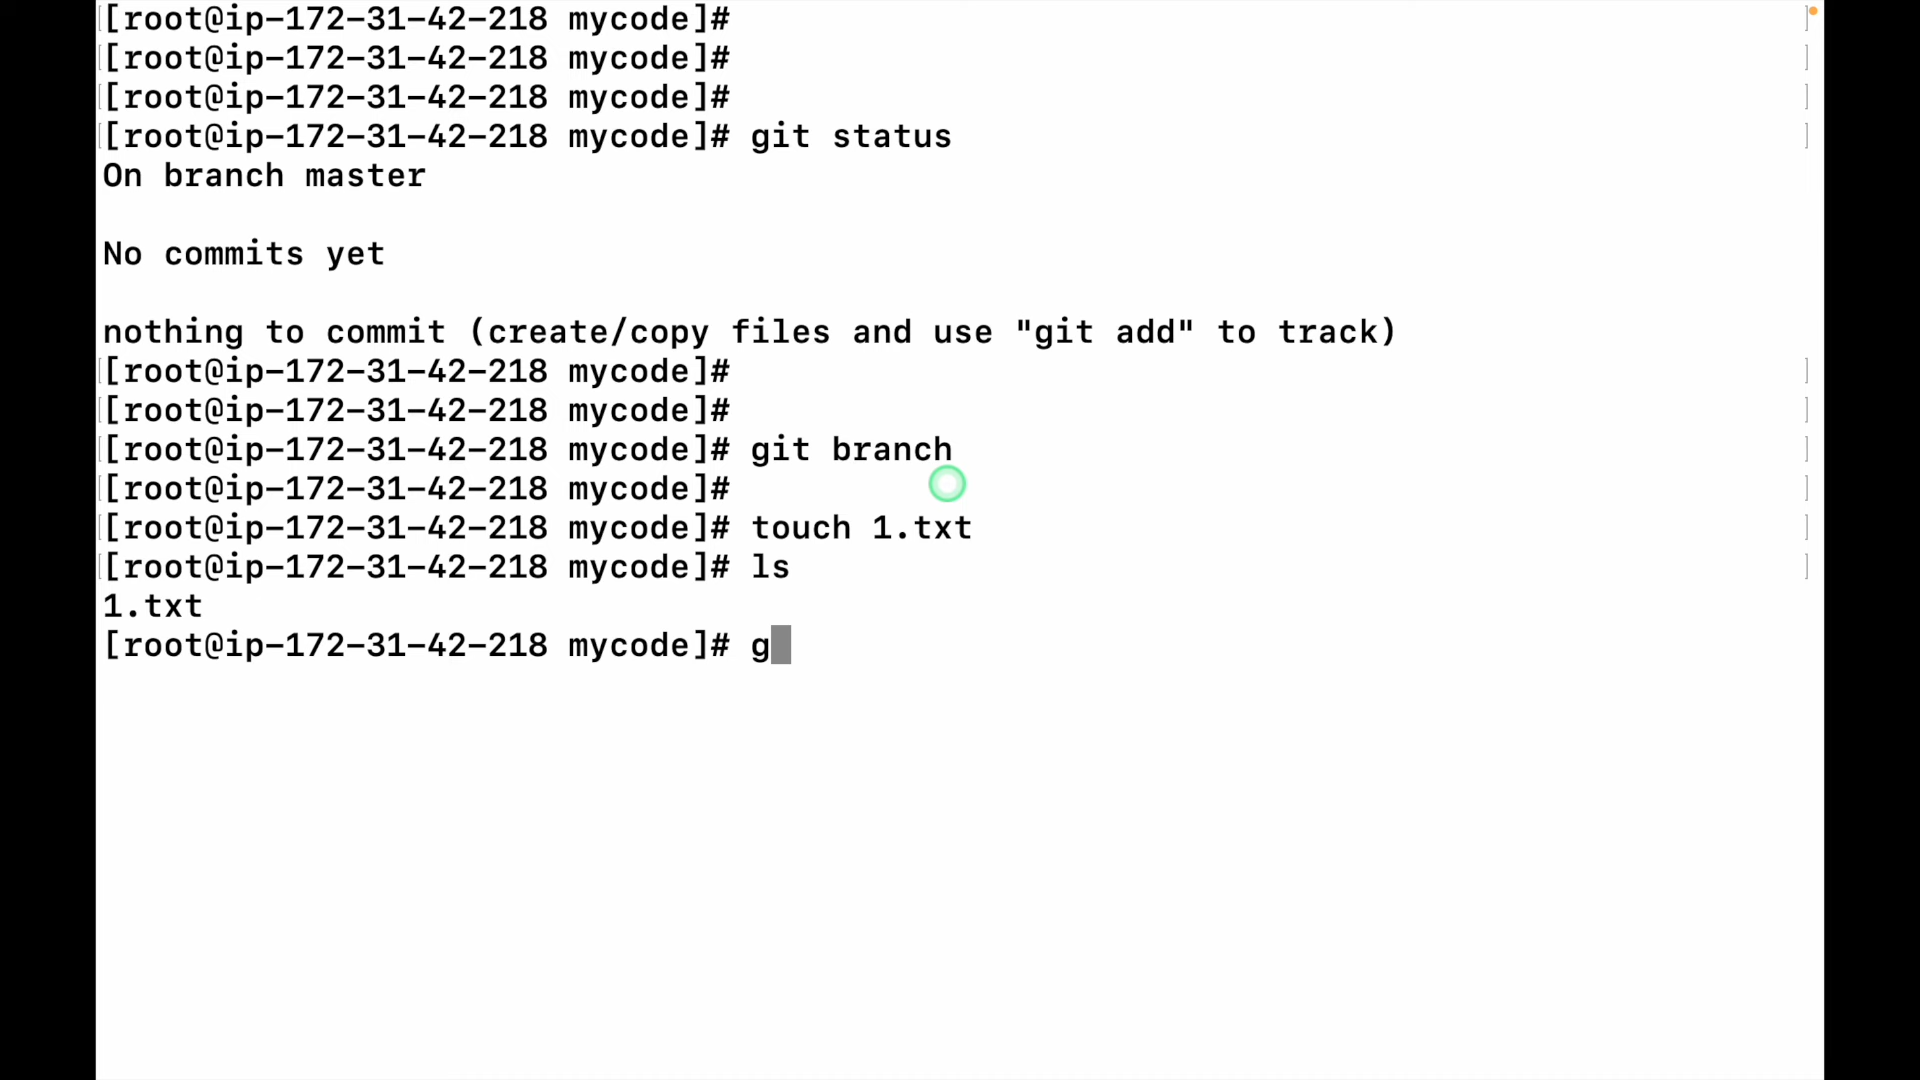 [root@ip-172-31-42-218 mycode]#
[root@ip-172-31-42-218 mycode]#
[root@ip-172-31-42-218 mycode]#
[root@ip-172-31-42-218 mycode]# git status
On branch master
No commits yet
nothing to commit (create/copy files and use "git add" to track)
[root@ip-172-31-42-218 mycode]#
[root@ip-172-31-42-218 mycode]#
[root@ip-172-31-42-218 mycode]# git branch
[root@ip-172-31-42-218 mycode]#
[root@ip-172-31-42-218 mycode]# touch 1.txt
[root@ip-172-31-42-218 mycode]# ls
1.txt
[root@ip-172-31-42-218 mycode]# g